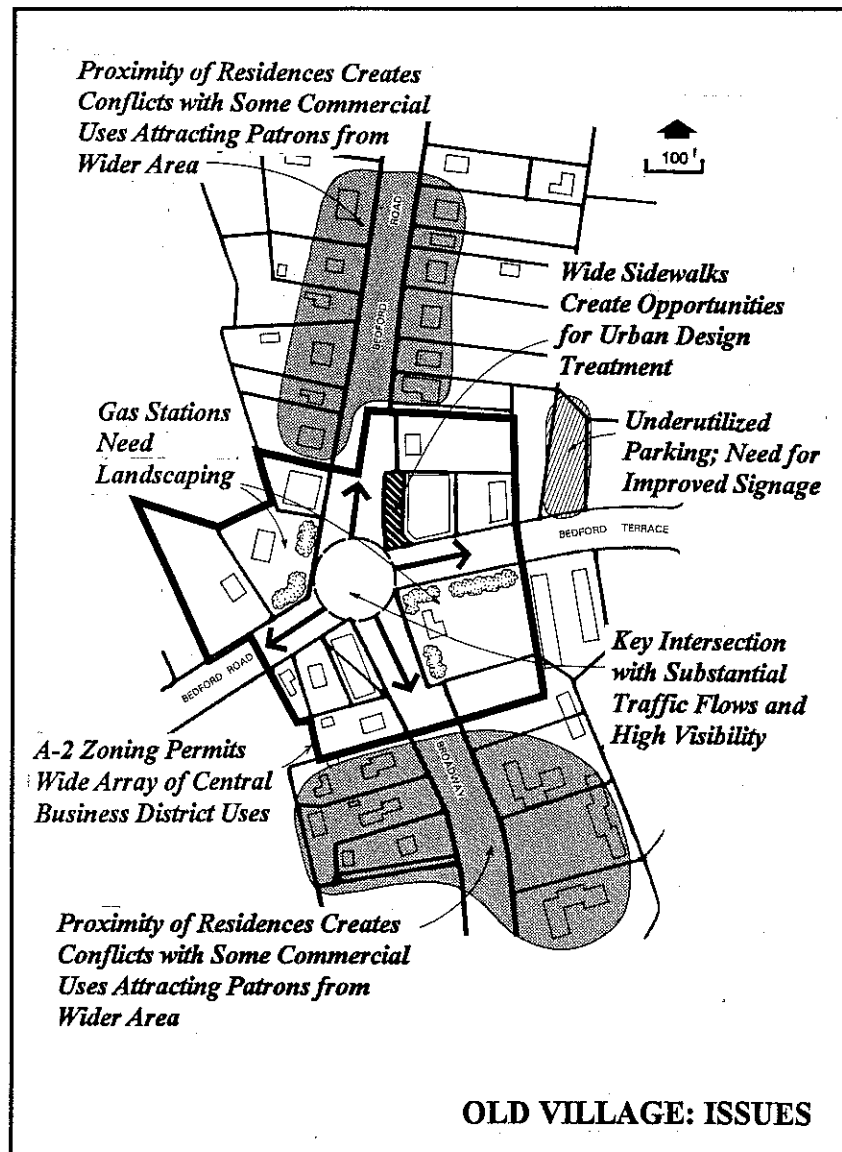 Proximity of Residences Creates
Conflicts with Some Commercial
Uses Attracting Patrons from
Wider Area
100'
ROAD
BEDFORD
Wide Sidewalks
Create Opportunities
for Urban Design
Treatment
Gas Stations
Need
Landscaping
Underutilized
Parking; Need for
Improved Signage
BEDFORD TERRACE
Key Intersection
with Substantial
Traffic Flows and
High Visibility
BEDFORD ROAD
A-2 Zoning Permits
Wide Array of Central
Business District Uses
BROADWAY
Proximity of Residences Creates
Conflicts with Some Commercial
Uses Attracting Patrons from
Wider Area
OLD VILLAGE: ISSUES